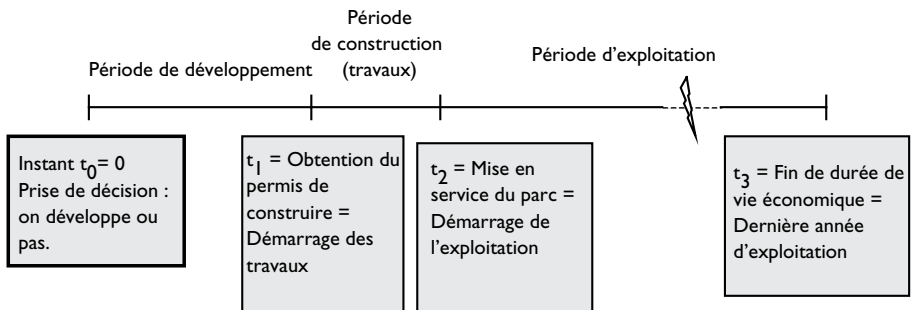 Période
de construction
(travaux)
Période de développement
Période d'exploitation
Instant t0= 0
Prise de décision :
on développe ou
pas.
t1 = Obtention du
permis de
construire =
Démarrage des
travaux
t2 = Mise en
service du parc =
Démarrage de
l'exploitation
t3 = Fin de durée de
vie économique =
Dernière année
d'exploitation